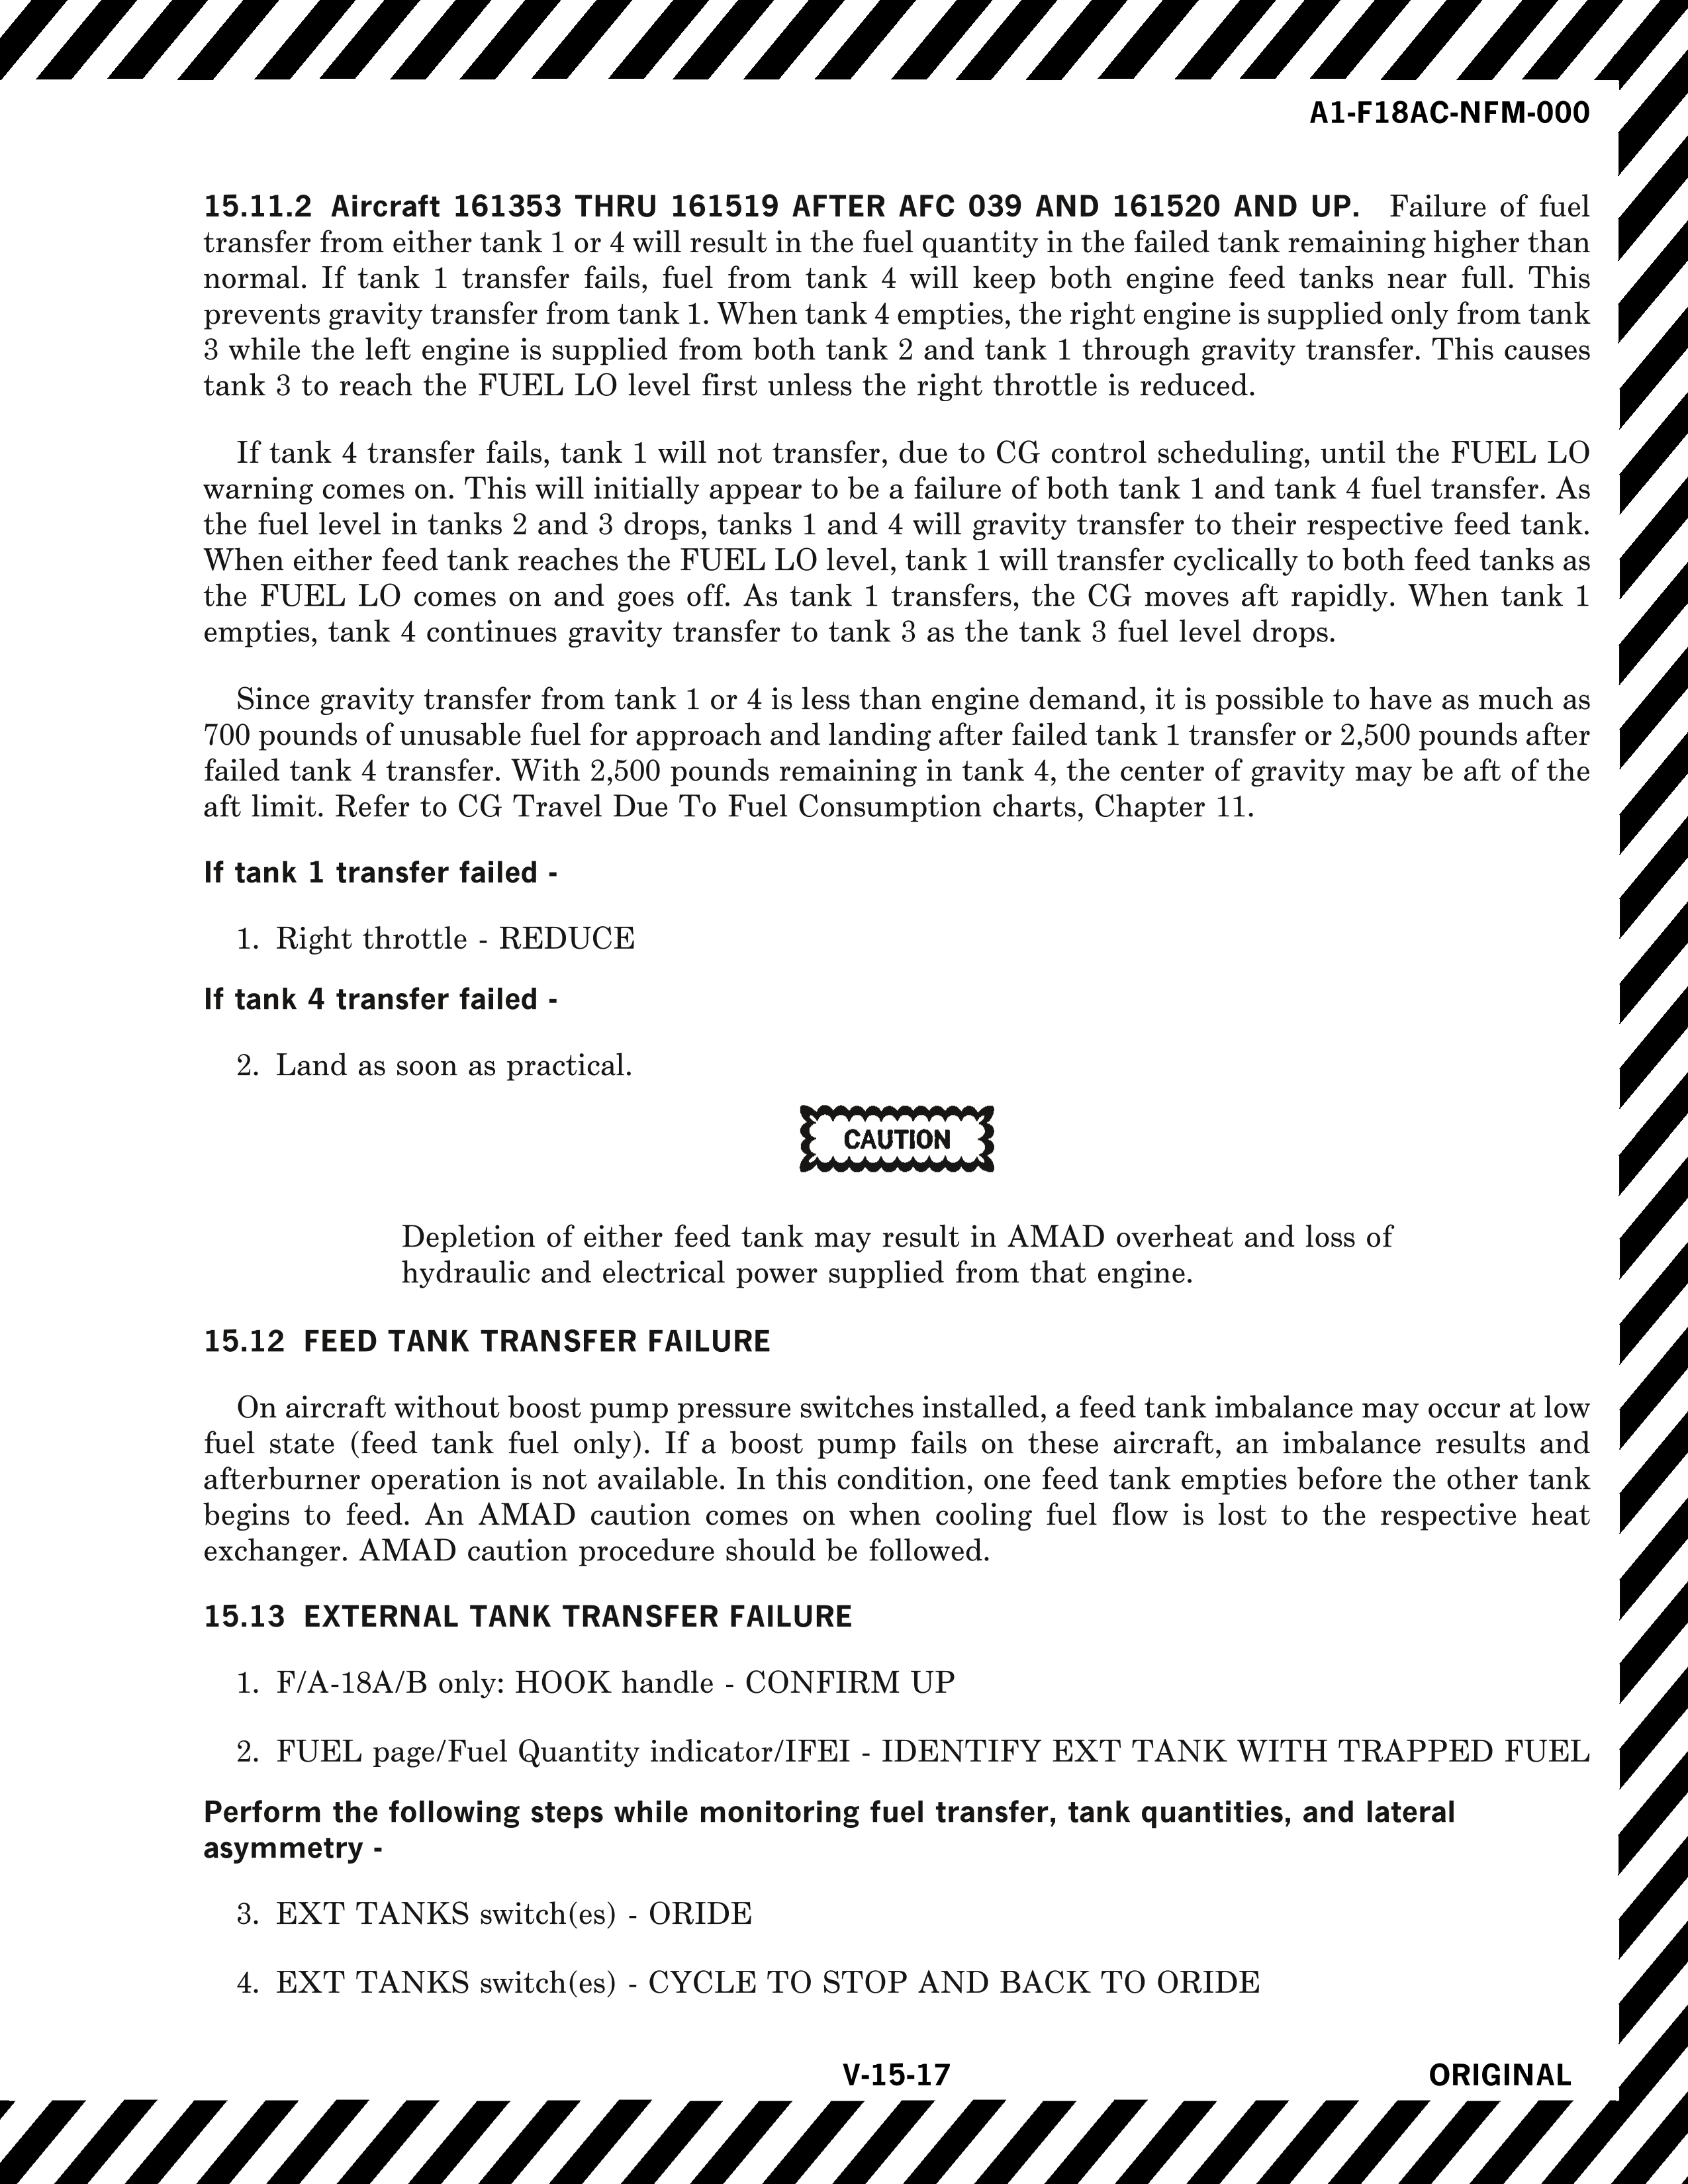 A1-F18AC-NFM-000
15.11.2 Aircraft 161353 THRU 161519 AFTER AFC 039 AND 161520 AND UP. Failure of fuel
transfer from either tank 1 or 4 will result in the fuel quantity in the failed tank remaining higher than
normal. If tank 1 transfer fails, fuel from tank 4 will keep both engine feed tanks near full. This
prevents gravity transfer from tank 1. When tank 4 empties, the right engine is supplied only from tank
3 while the left engine is supplied from both tank 2 and tank 1 through gravity transfer. This causes
tank 3 to reach the FUEL LO level first unless the right throttle is reduced.
If tank 4 transfer fails, tank 1 will not transfer, due to CG control scheduling, until the FUEL LO
warning comes on. This will initially appear to be a failure of both tank 1 and tank 4 fuel transfer. As
the fuel level in tanks 2 and 3 drops, tanks 1 and 4 will gravity transfer to their respective feed tank.
When either feed tank reaches the FUEL LO level, tank 1 will transfer cyclically to both feed tanks as
the FUEL LO comes on and goes off. As tank 1 transfers, the CG moves aft rapidly. When tank 1
empties, tank 4 continues gravity transfer to tank 3 as the tank 3 fuel level drops.
Since gravity transfer from tank 1 or 4 is less than engine demand, it is possible to have as much as
700 pounds of unusable fuel for approach and landing after failed tank 1 transfer or 2,500 pounds after
failed tank 4 transfer. With 2,500 pounds remaining in tank 4, the center of gravity may be aft of the
aft limit. Refer to CG Travel Due To Fuel Consumption charts, Chapter 11.
If tank 1 transfer failed -
1. Right throttle - REDUCE
If tank 4 transfer failed -
2. Land as soon as practical.
CAUTION
Depletion of either feed tank may result in AMAD overheat and loss of
hydraulic and electrical power supplied from that engine.
15.12 FEED TANK TRANSFER FAILURE
On aircraft without boost pump pressure switches installed, a feed tank imbalance may occur at low
fuel state (feed tank fuel only). If a boost pump fails on these aircraft, an imbalance results and
afterburner operation is not available. In this condition, one feed tank empties before the other tank
begins to feed. An AMAD caution comes on when cooling fuel flow is lost to the respective heat
exchanger. AMAD caution procedure should be followed.
15.13 EXTERNAL TANK TRANSFER FAILURE
1. F/A-18A/B only: HOOK handle - CONFIRM UP
2. FUEL page/Fuel Quantity indicator/IFEI - IDENTIFY EXT TANK WITH TRAPPED FUEL
Perform the following steps while monitoring fuel transfer, tank quantities, and lateral
asymmetry -
3. EXT TANKS switch(es) - ORIDE
4. EXT TANKS switch(es) - CYCLE TO STOP AND BACK TO ORIDE
V-15-17
ORIGINAL